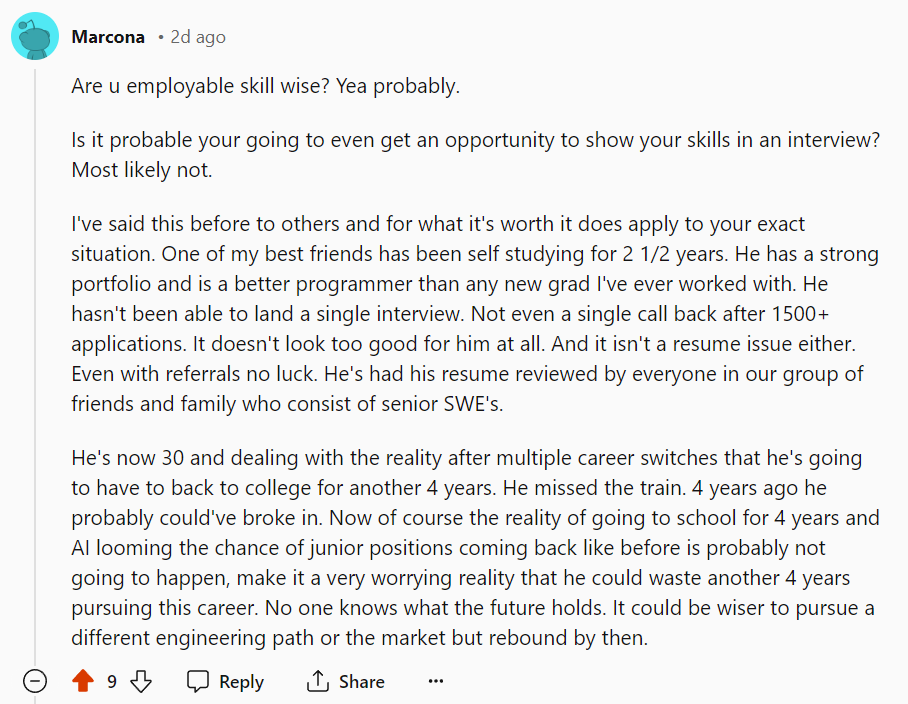 Marcona • 2d ago
Are u employable skill wise? Yea probably.
Is it probable your going to even get an opportunity to show your skills in an interview?
Most likely not.
I've said this before to others and for what it's worth it does apply to your exact
situation. One of my best friends has been self studying for 2 1/2 years. He has a strong
portfolio and is a better programmer than any new grad I've ever worked with. He
hasn't been able to land a single interview. Not even a single call back after 1500+
applications. It doesn't look too good for him at all. And it isn't a resume issue either.
Even with referrals no luck. He's had his resume reviewed by everyone in our group of
friends and family who consist of senior SWE's.
He's now 30 and dealing with the reality after multiple career switches that he's going
to have to back to college for another 4 years. He missed the train. 4 years ago he
probably could've broke in. Now of course the reality of going to school for 4 years and
AI looming the chance of junior positions coming back like before is probably not
going to happen, make it a very worrying reality that he could waste another 4 years
pursuing this career. No one knows what the future holds. It could be wiser to pursue a
different engineering path or the market but rebound by then.
9 Reply Share